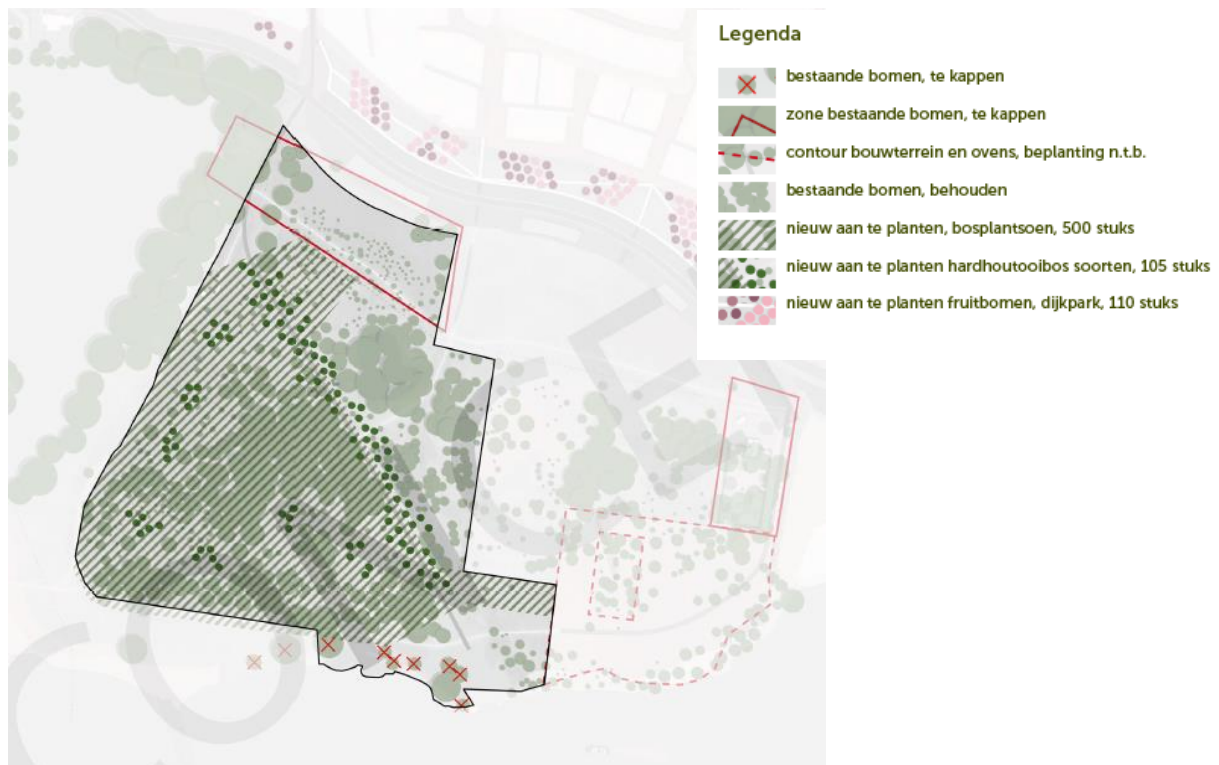 Legenda
bestaande bomen, te kappen
zone bestaande bomen, te kappen
contour bouwterrein en ovens, beplanting n.t.b.
bestaande bomen, behouden
nieuw aan te planten, bosplantsoen, 500 stuks
nieuw aan te planten hardhoutooibos soorten, 105 stuks
nieuw aan te planten fruitbomen, dijkpark, 110 stuks